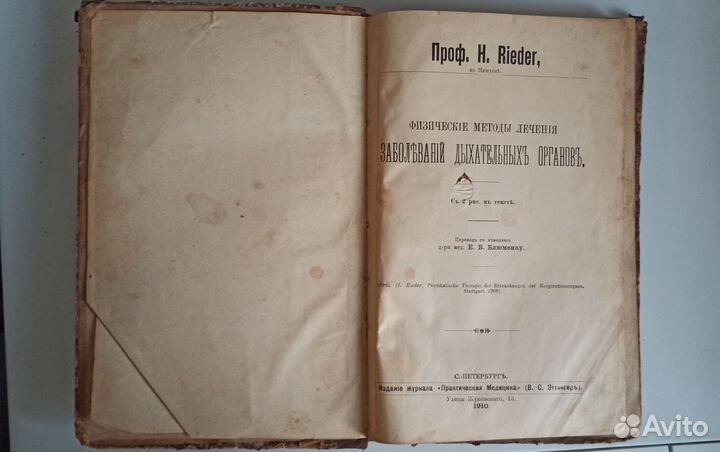 Проф. H. Rieder,
въ Мюнхенѣ.
ФИЗИЧЕСКІЕ МЕТОДЫ ЛЕЧЕНІЯ
ЗАБОЛѢВАНІЙ ДЫХАТЕЛЬНЫХЪ ОРГАНОВЪ.
Съ 2 рис. въ текстѣ.
Переводъ съ нѣмецкаго
д-ра мед. Е. В. Блюменау.
(Prof. H. Rieder, Physikalische Therapie der Erkrankungen der Respirationsorgane.
Stuttgart. 1909).
С.-ПЕТЕРБУРГЪ.
Изданіе журнала «Практическая Медицина» (В. С. Эттингеръ).
Улица Жуковскаго, 13.
1910.
Avito